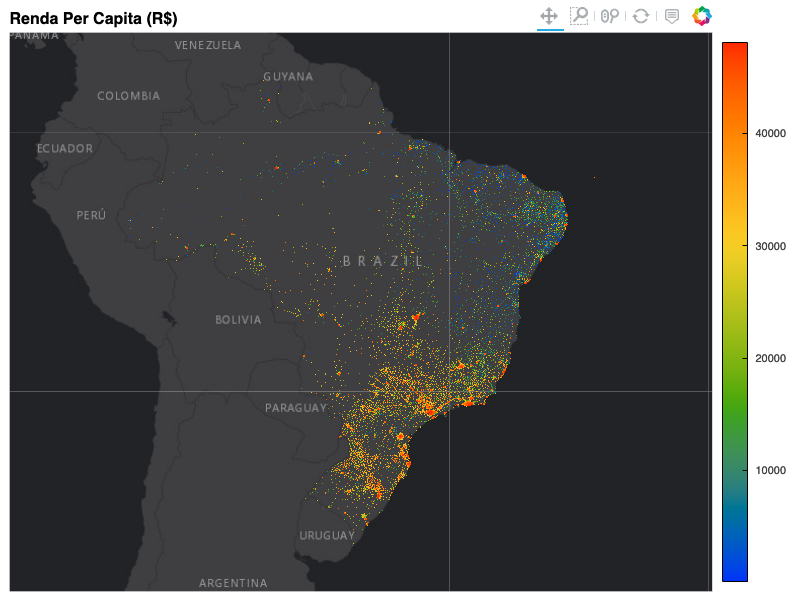 Renda Per Capita (R$)
PANAMA
VENEZUELA
GUYANA
COLOMBIA
ECUADOR
PERÚ
BRAZIL
BOLIVIA
PARAGUAY
URUGUAY
ARGENTINA
40000
30000
20000
10000